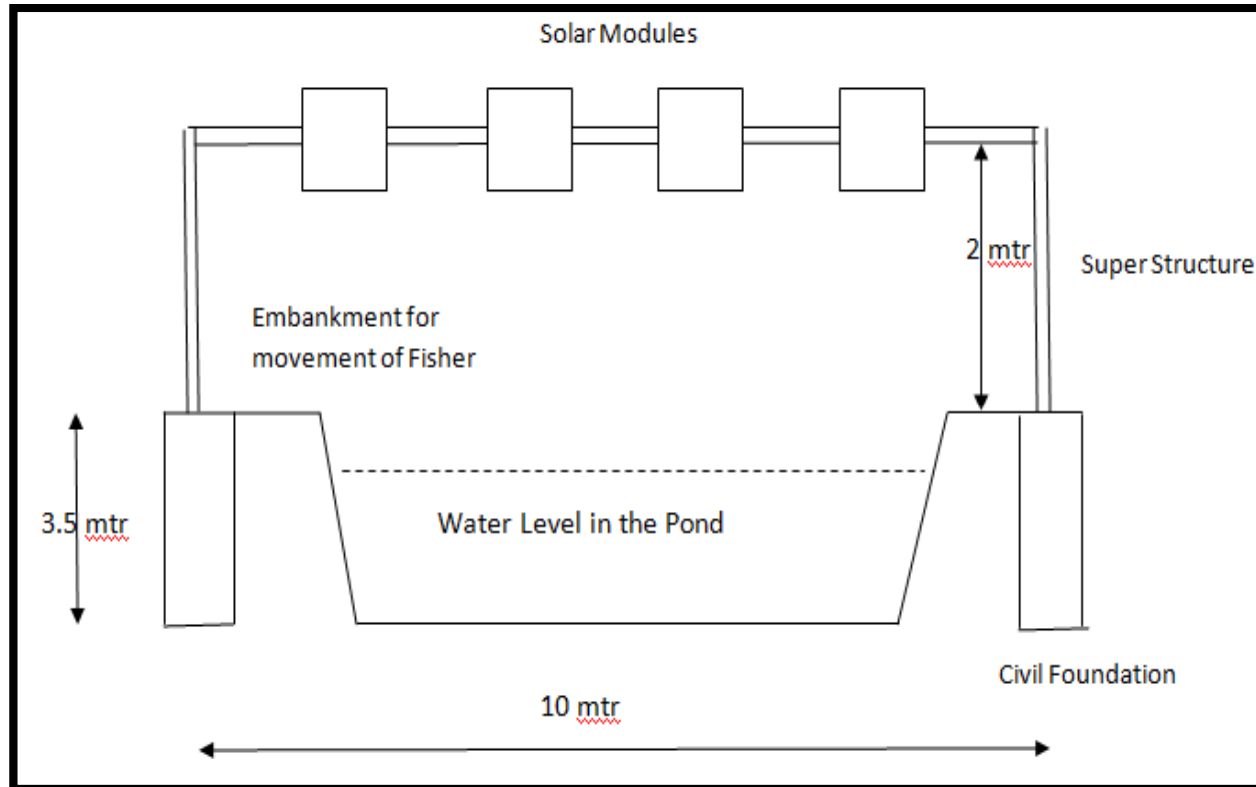 Solar Modules
2 mtr
Super Structure
Embankment for
movement of Fisher
3.5 mtr
Water Level in the Pond
Civil Foundation
10 mtr